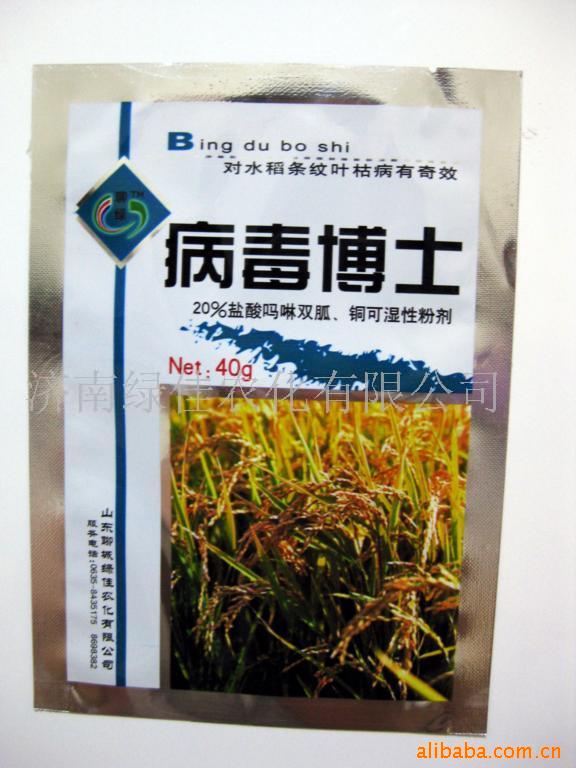 Bing du bo shi
对水稻条纹叶枯病有奇效
聊绿 TM
病毒博士
20%盐酸吗啉双胍、铜可湿性粉剂
Net: 40g
济南绿佳农化有限公司
山东聊城绿佳农化有限公司
服务电话:0635-8435175 8698382
alibaba.com.cn